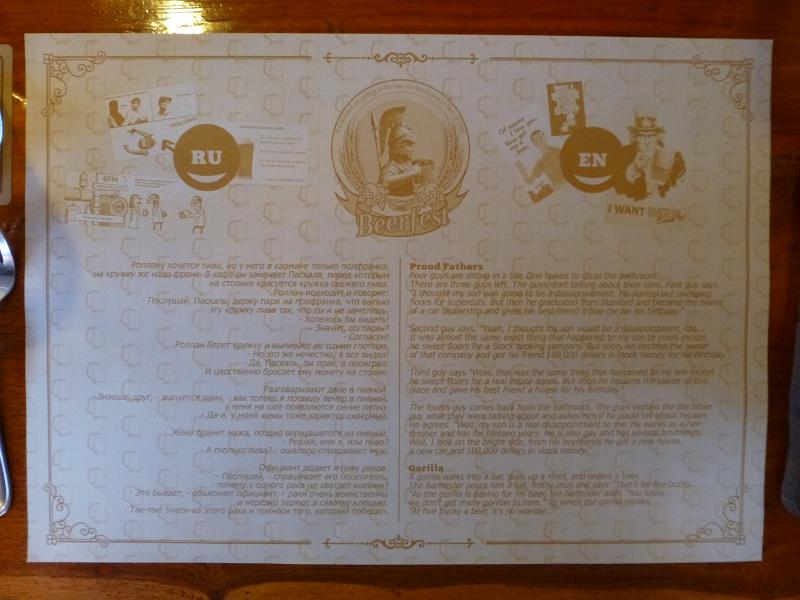 RU
EN
I WANT BEER
Beerfest
Роллану хочется пива, но у него в кармане только полфранка,
на кружку же надо франк. В кафе он замечает Паскаля, перед которым
на столике красуется кружка свежего пива.
Роллан подходит и говорит:
- Послушай, Паскаль, держу пари на полфранка, что выпью
эту кружку пива так, что ты и не заметишь.
- Хотелось бы видеть!
- Значит, согласен?
- Согласен!
Роллан берет кружку и выпивает ее одним глотком.
- Но это же нечестно, я все видел!
- Да, Паскаль, ты прав, я проиграл.
И царственно бросает ему монету на столик.
Разговаривают двое в пивной.
- Знаешь, друг, - жалуется один, - как только я проведу вечер в пивной,
у меня на шее появляются синие пятна.
- Да-а, у моей жены тоже характер скверный.
Жена бранит мужа, поздно вернувшегося из пивной:
- Решай, или я, или пиво?
- А сколько пива? - ошалело спрашивает муж.
Официант подает к пиву раков.
- Послушай, - спрашивает его посетитель,
- почему у одного рака не хватает клешни?
- Это бывает, - объясняет официант, - раки очень воинственны
и нередко теряют в схватке клешню.
- Так-так! Унеси-ка этого рака и принеси того, который победил.
Proud Fathers
Four guys are sitting in a bar. One leaves to go to the bathroom.
There are three guys left. The guys start talking about their sons. First guy says,
"I thought my son was going to be a disappointment. He started out sweeping
floors for supercuts. But then he graduated from Stanford and became the owner
of a car dealership and gives his best friend a free car for his birthday."
Second guy says, "Yeah, I thought my son would be a disappointment, too.
It was almost the same exact thing that happened to my son to yours except
he swept floors for a Stock broking company. But soon, he become the owner
of that company and got his friend 100,000 dollars in stock money for his birthday."
Third guy says "Wow, that was the same thing that happened to my son except
he swept floors for a real estate agent. But soon he became the owner of this
place and gave his best friend a house for his birthday."
The fourth guy comes back from the bathroom. The guys explain the the other
guy what they were talking about and askes him if he could tell about his son.
He agrees. "Well, my son is a real disappointment to me. He works as a hair-
dresser and has for fifeteen years. He is also gay and has several boyfriends.
Well, I look on the bright side, from his boyfriends he got a new house,
a new car and 100,000 dollars in stock money."
Gorilla
A gorilla walks into a bar, pulls up a stool, and orders a beer.
The bartender pours him a tall, frothy mug and says "That'll be five bucks."
"As the gorilla is paying for his beer, the bartender adds "You know...
we don't get many gorillas in here." To which the gorilla replies,
"At five bucks a beer, it's no wonder..."